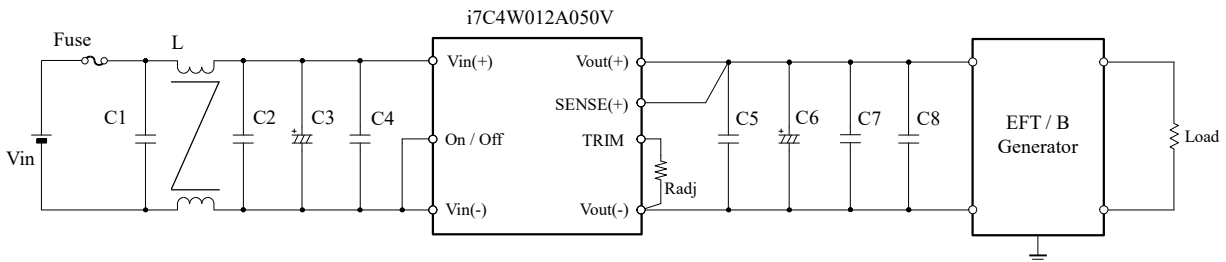 i7C4W012A050V
Fuse
L
Vin(+)
Vout(+)
SENSE(+)
C1
C2
C3
C4
C5
C6
C7
C8
+
+
On / Off
TRIM
EFT / B
Generator
Load
Vin
Radj
Vin(-)
Vout(-)